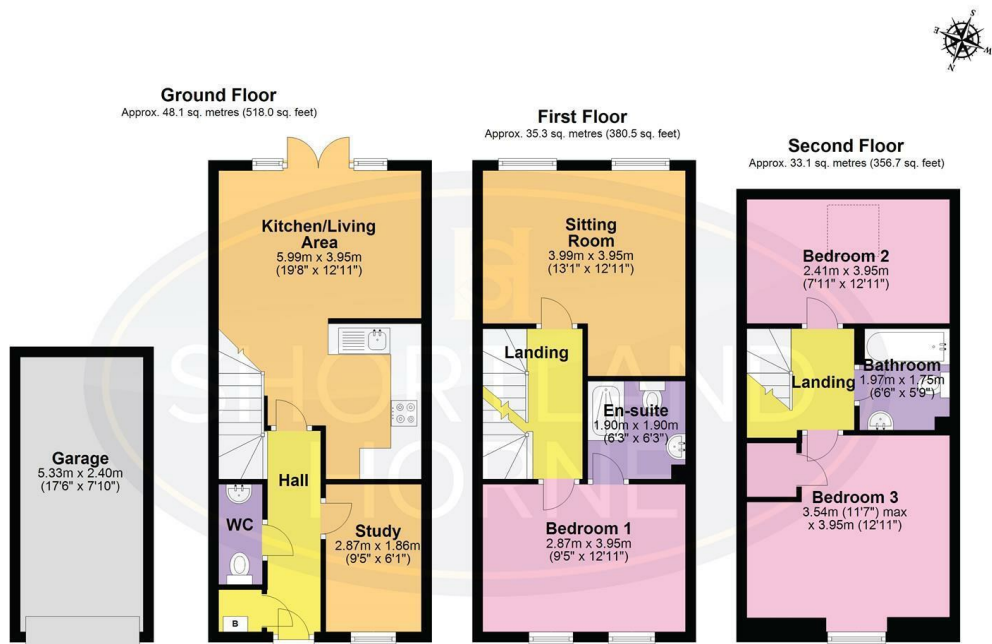 S
E
W
N
Ground Floor
Approx. 48.1 sq. metres (518.0 sq. feet)
First Floor
Approx. 35.3 sq. metres (380.5 sq. feet)
Second Floor
Approx. 33.1 sq. metres (356.7 sq. feet)
Kitchen/Living
Area
5.99m x 3.95m
(19'8" x 12'11")
Sitting
Room
3.99m x 3.95m
(13'1" x 12'11")
Bedroom 2
2.41m x 3.95m
(7'11" x 12'11")
Landing
Landing
Bathroom
1.97m x 1.75m
(6'6" x 5'9")
En-suite
1.90m x 1.90m
(6'3" x 6'3")
Garage
5.33m x 2.40m
(17'6" x 7'10")
Hall
WC
Study
2.87m x 1.86m
(9'5" x 6'1")
Bedroom 1
2.87m x 3.95m
(9'5" x 12'11")
Bedroom 3
3.54m (11'7") max
x 3.95m (12'11")
B
SHORTLAND
HORNE